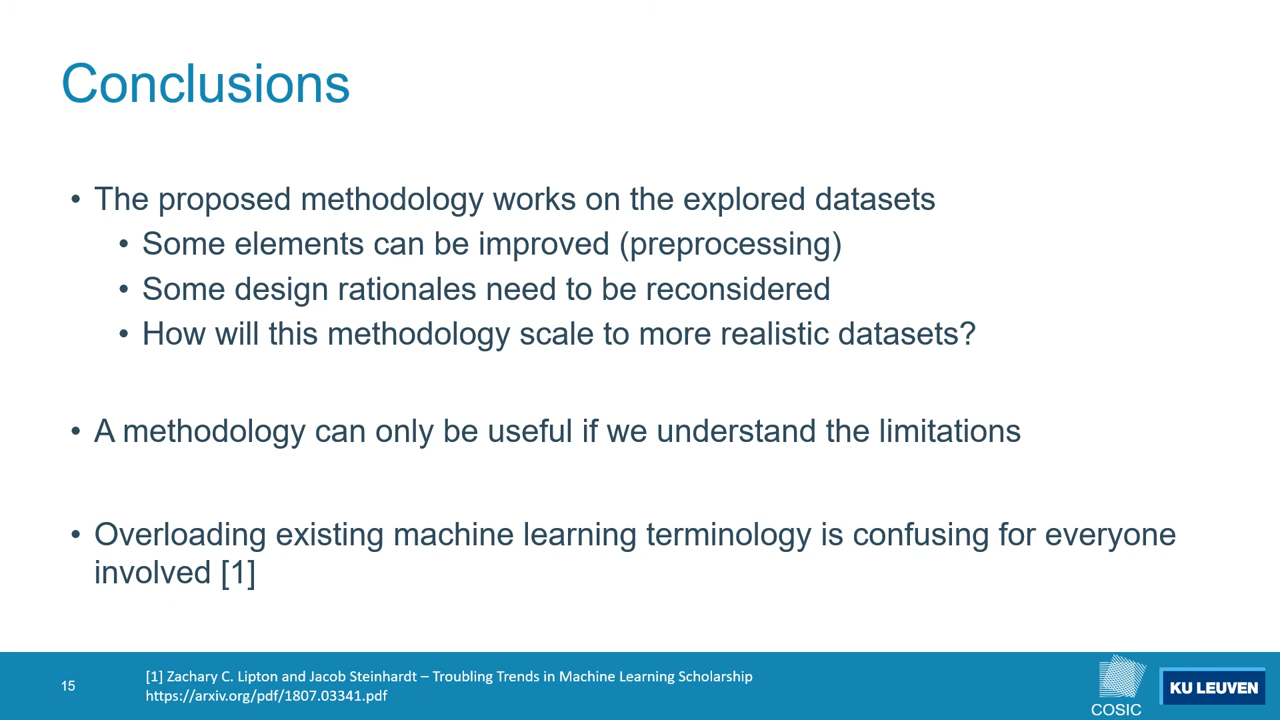 Conclusions
• The proposed methodology works on the explored datasets
• Some elements can be improved (preprocessing)
• Some design rationales need to be reconsidered
• How will this methodology scale to more realistic datasets?
• A methodology can only be useful if we understand the limitations
• Overloading existing machine learning terminology is confusing for everyone
involved [1]
15
[1] Zachary C. Lipton and Jacob Steinhardt – Troubling Trends in Machine Learning Scholarship
https://arxiv.org/pdf/1807.03341.pdf
COSIC
KU LEUVEN